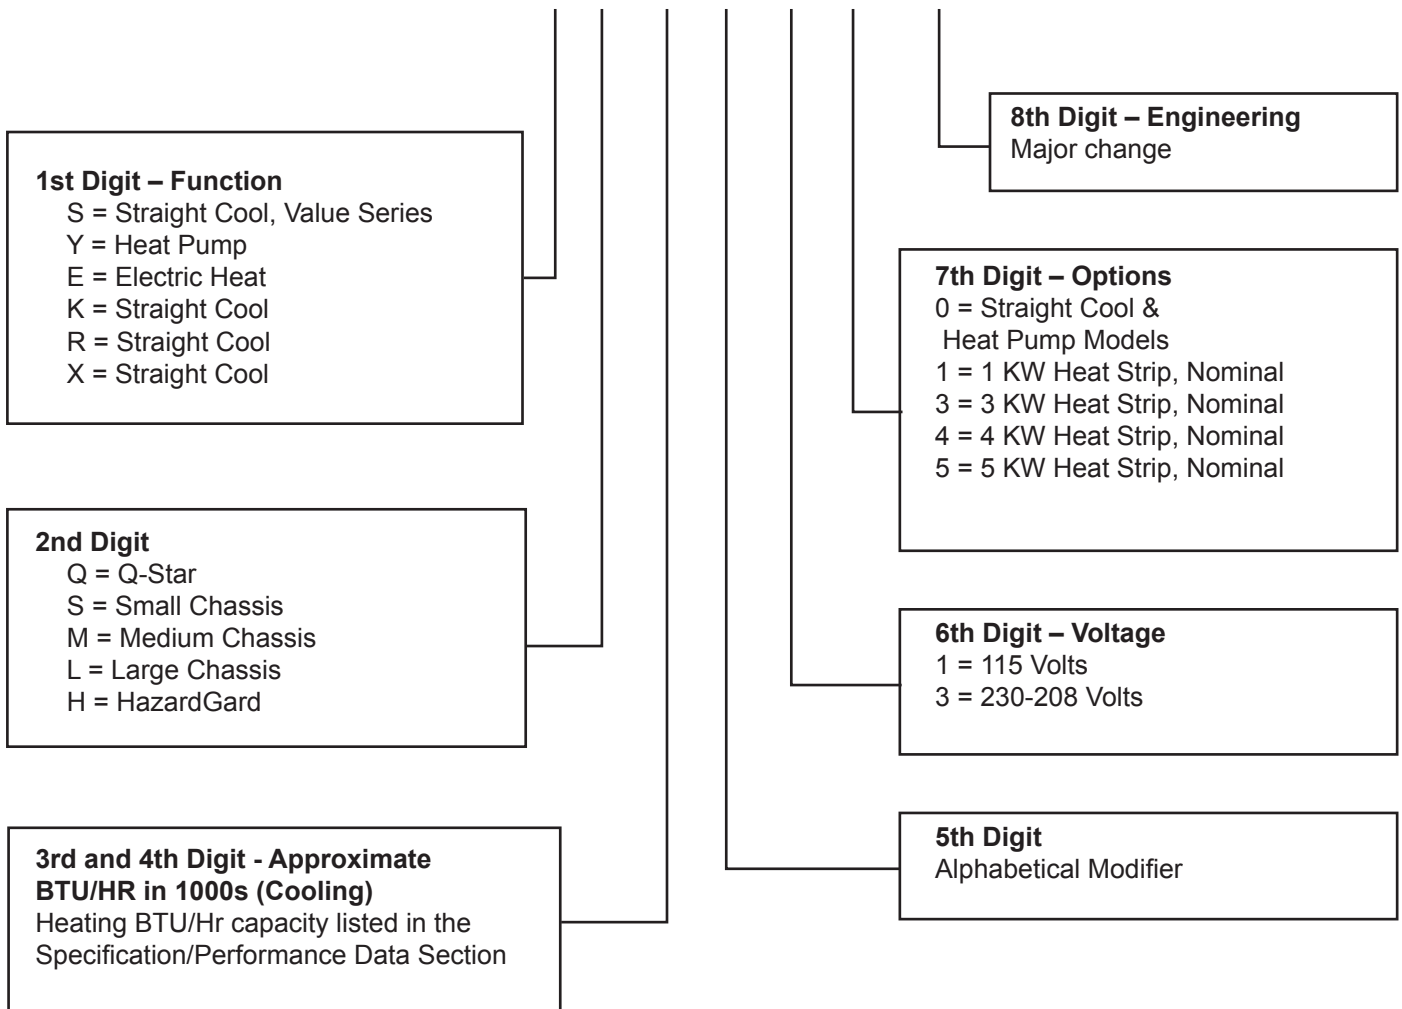 1st Digit – Function
S = Straight Cool, Value Series
Y = Heat Pump
E = Electric Heat
K = Straight Cool
R = Straight Cool
X = Straight Cool
2nd Digit
Q = Q-Star
S = Small Chassis
M = Medium Chassis
L = Large Chassis
H = HazardGard
3rd and 4th Digit - Approximate
BTU/HR in 1000s (Cooling)
Heating BTU/Hr capacity listed in the
Specification/Performance Data Section
8th Digit – Engineering
Major change
7th Digit – Options
0 = Straight Cool &
Heat Pump Models
1 = 1 KW Heat Strip, Nominal
3 = 3 KW Heat Strip, Nominal
4 = 4 KW Heat Strip, Nominal
5 = 5 KW Heat Strip, Nominal
6th Digit – Voltage
1 = 115 Volts
3 = 230-208 Volts
5th Digit
Alphabetical Modifier